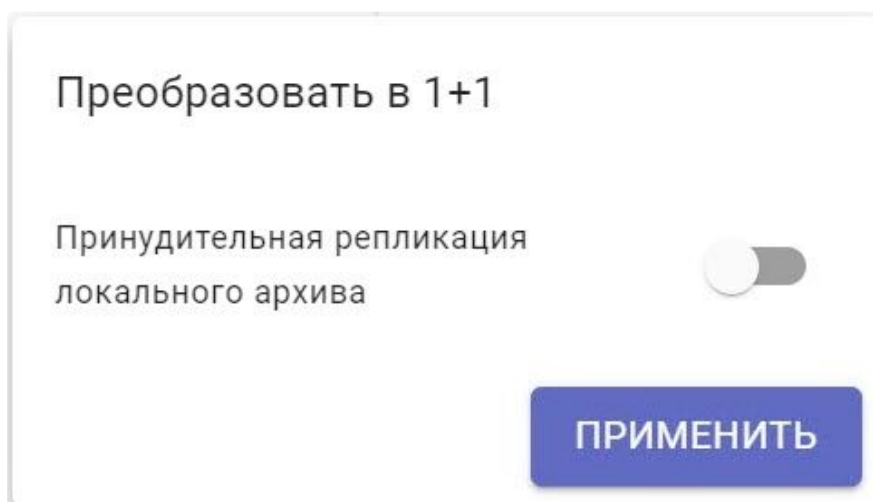 Преобразовать в 1+1
Принудительная репликация
локального архива
ПРИМЕНИТЬ